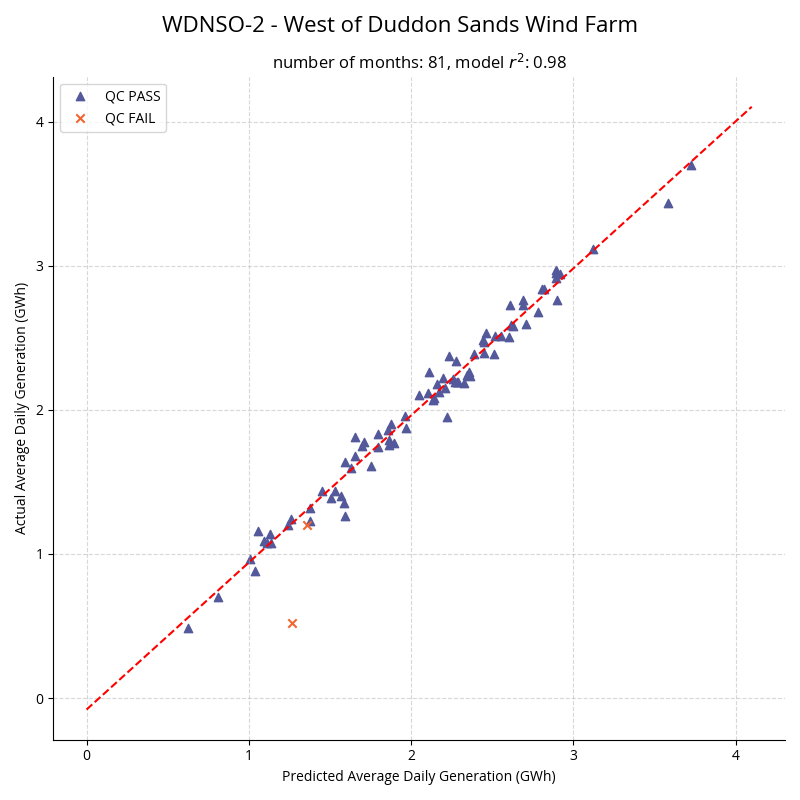 WDNSO-2 - West of Duddon Sands Wind Farm
number of months: 81, model r²: 0.98
QC PASS
QC FAIL
4
3
2
1
0
Actual Average Daily Generation (GWh)
0 1 2 3 4
Predicted Average Daily Generation (GWh)